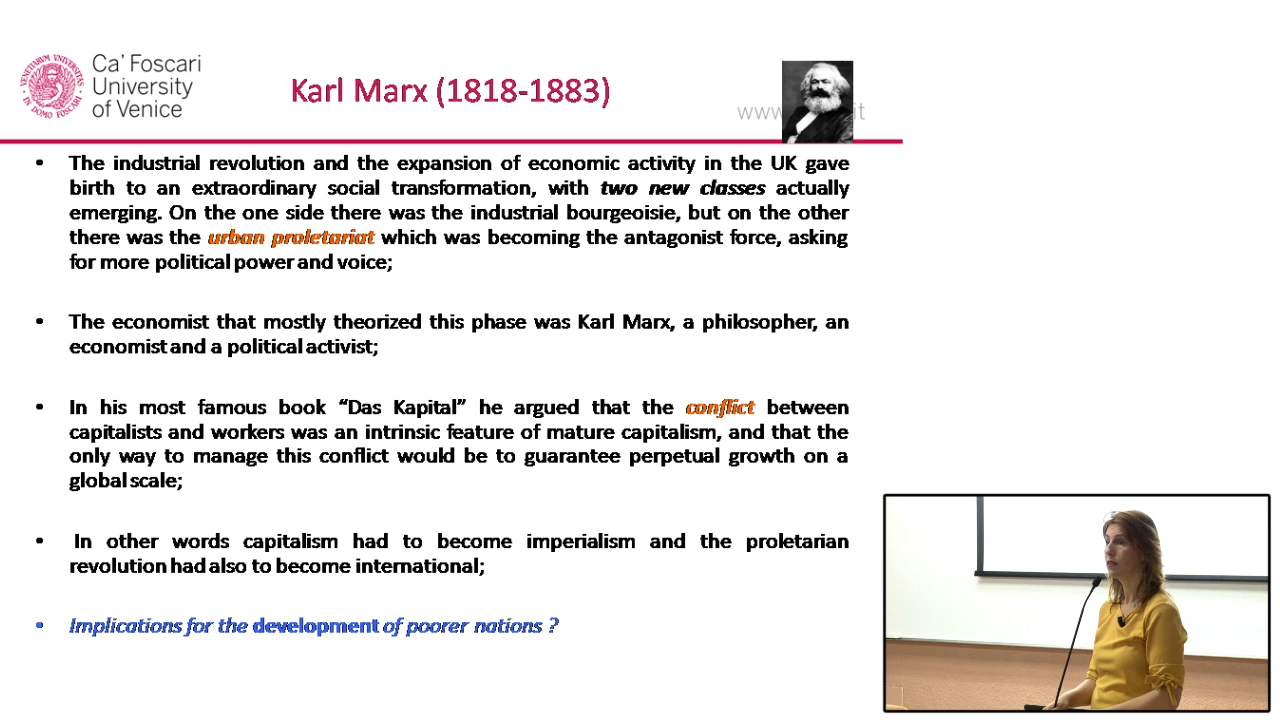 Ca' Foscari
University
of Venice
Karl Marx (1818-1883)
www. it
• The industrial revolution and the expansion of economic activity in the UK gave
birth to an extraordinary social transformation, with two new classes actually
emerging. On the one side there was the industrial bourgeoisie, but on the other
there was the urban proletariat which was becoming the antagonist force, asking
for more political power and voice;
• The economist that mostly theorized this phase was Karl Marx, a philosopher, an
economist and a political activist;
• In his most famous book “Das Kapital” he argued that the conflict between
capitalists and workers was an intrinsic feature of mature capitalism, and that the
only way to manage this conflict would be to guarantee perpetual growth on a
global scale;
• In other words capitalism had to become imperialism and the proletarian
revolution had also to become international;
• Implications for the development of poorer nations ?